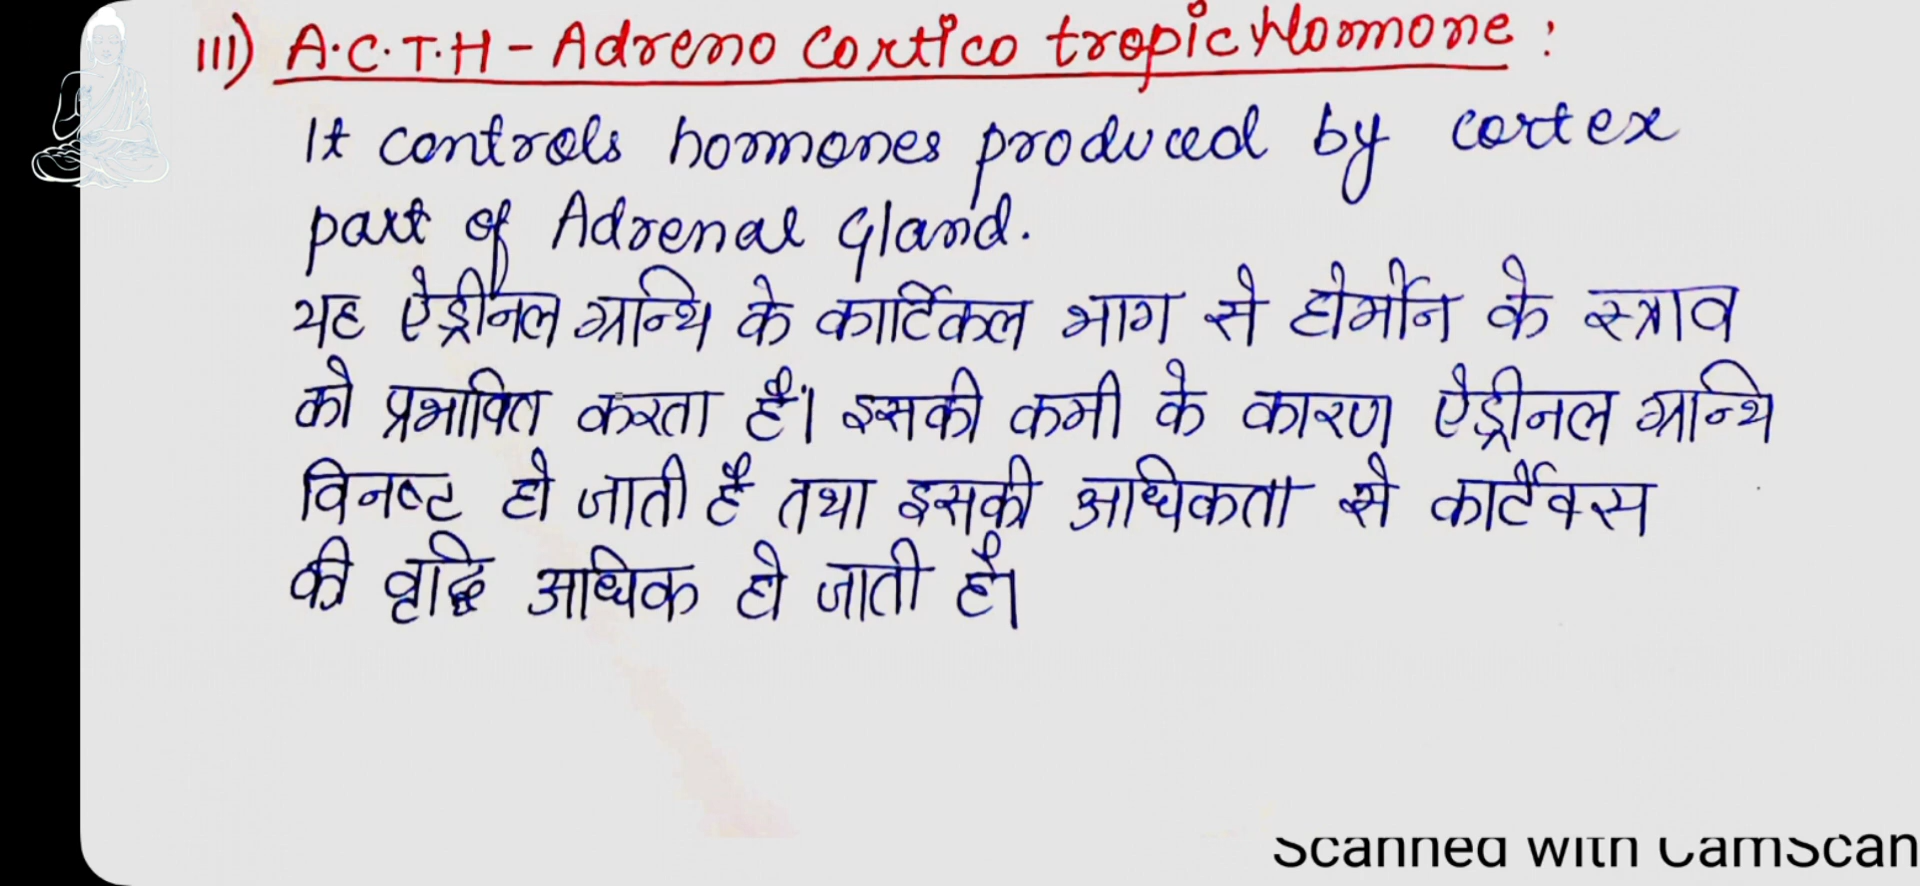 III) A.C.T.H - Adreno Cortico tropic Hormone :
It controls hormones produced by cortex
part of Adrenal Gland.
यह ऐड्रीनल ग्रन्थि के कार्टिकल भाग से होर्मोन के स्त्राव
को प्रभावित करता है। इसकी कमी के कारण ऐड्रीनल ग्रन्थि
विनष्ट हो जाती है तथा इसकी अधिकता से कार्टेक्स
की वृद्धि अधिक हो जाती है।
Scanned with CamScan